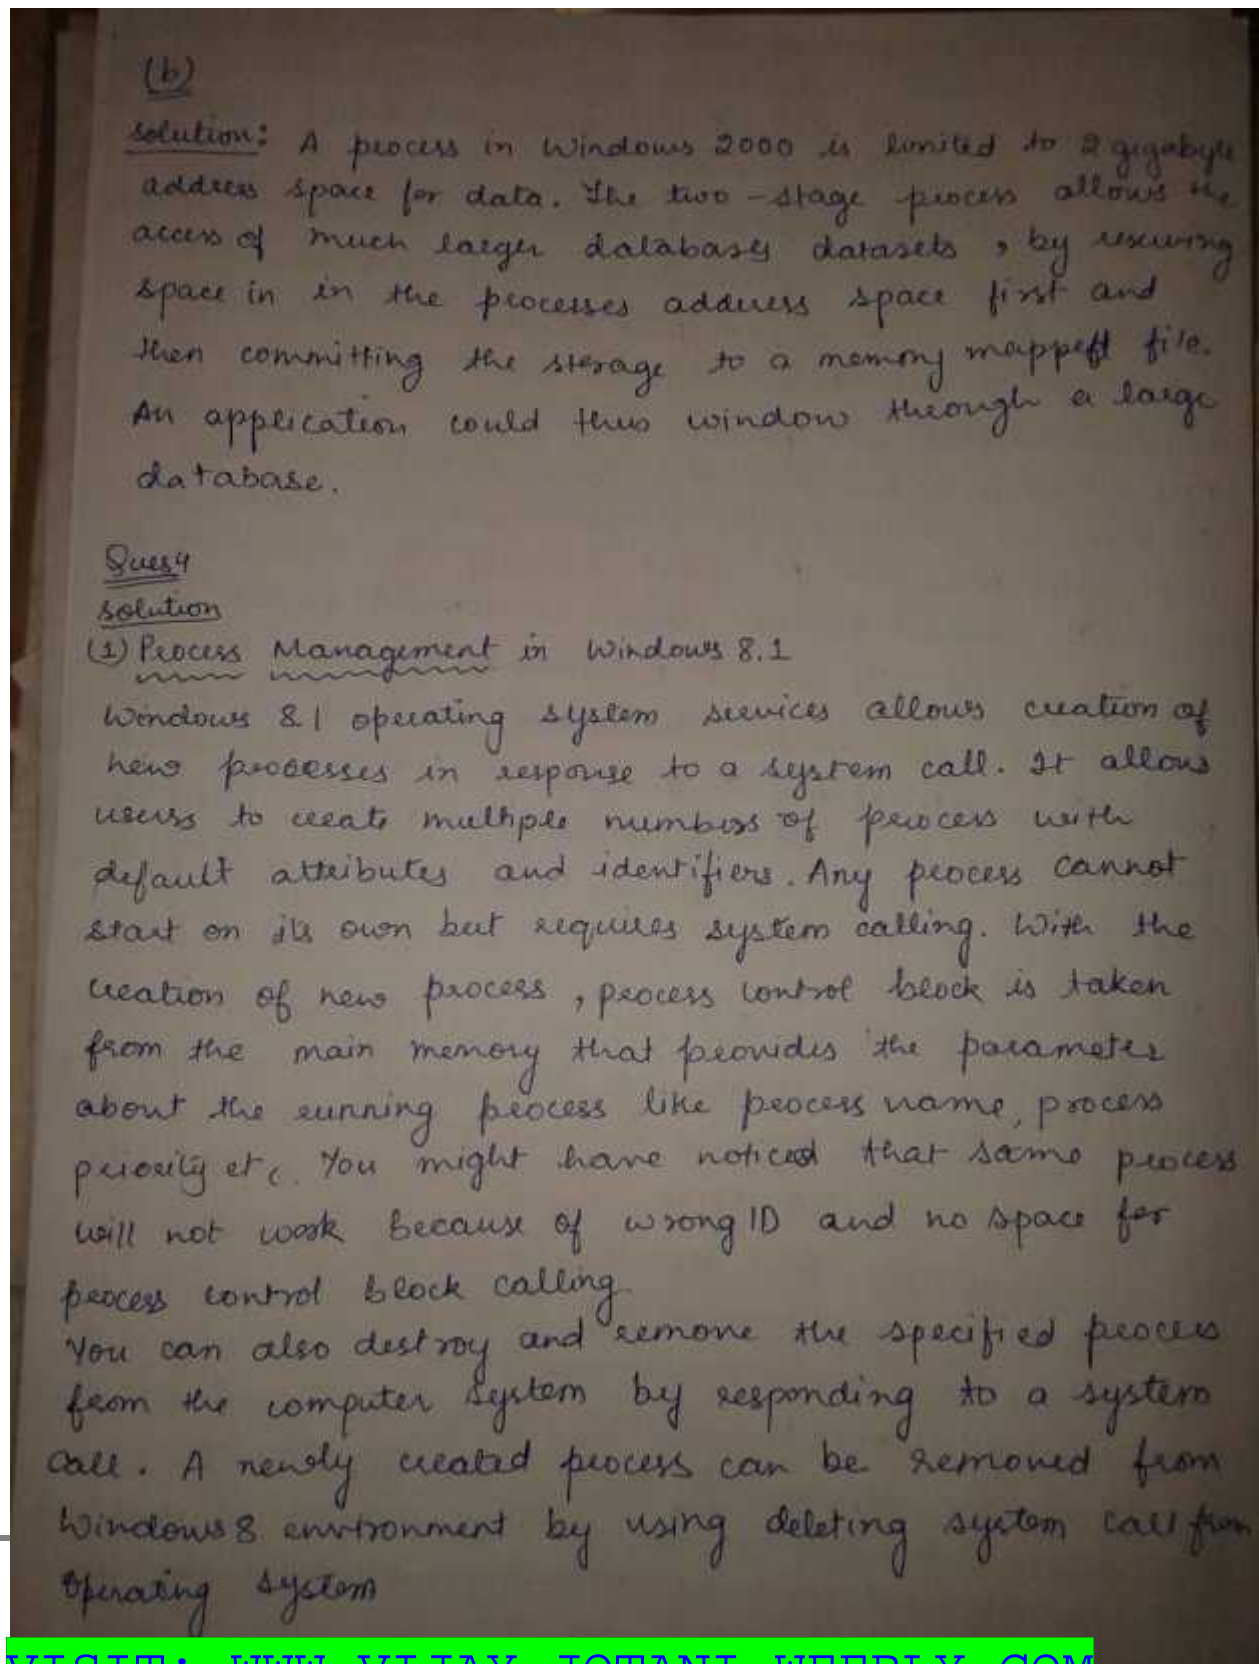 (b)
Solution: A process in Windows 2000 is limited to 2 gigabyte
address space for data. The two-stage process allows the
access of much larger databases datasets, by reserving
space in in the processes address space first and
then committing the storage to a memory mapped file.
An application could thus window through a large
database.
Ques4
solution
(1) Process Management in Windows 8.1
Windows 8.1 operating system services allows creation of
new processes in response to a system call. It allows
users to create multiple numbers of process with
default attributes and identifiers. Any process cannot
start on its own but requires system calling. With the
creation of new process, process control block is taken
from the main memory that provides the parameter
about the running process like process name, process
priority etc. You might have noticed that same process
will not work because of wrong ID and no space for
process control block calling.
You can also destroy and remove the specified process
from the computer system by responding to a system
call. A newly created process can be removed from
Windows 8 environment by using deleting system call from
operating system
VISIT: WWW.VIJAY-JOTANI.WEEBLY.COM